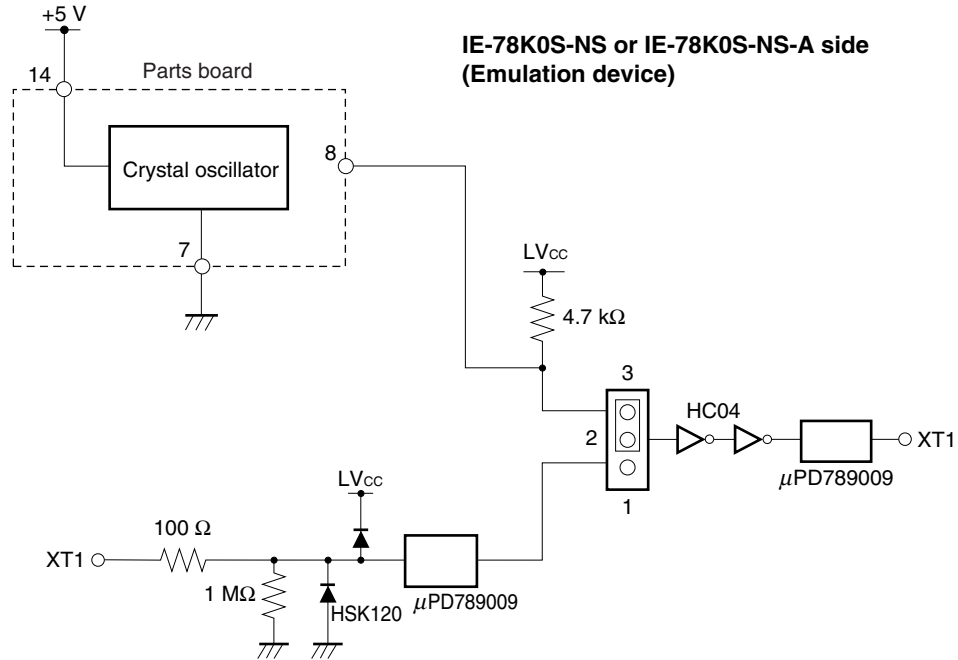 +5 V
IE-78K0S-NS or IE-78K0S-NS-A side
(Emulation device)
Parts board
14
8
Crystal oscillator
7
LVCC
4.7 kΩ
3
HC04
2
XT1
μPD789009
1
LVCC
100 Ω
XT1
1 MΩ
HSK120
μPD789009